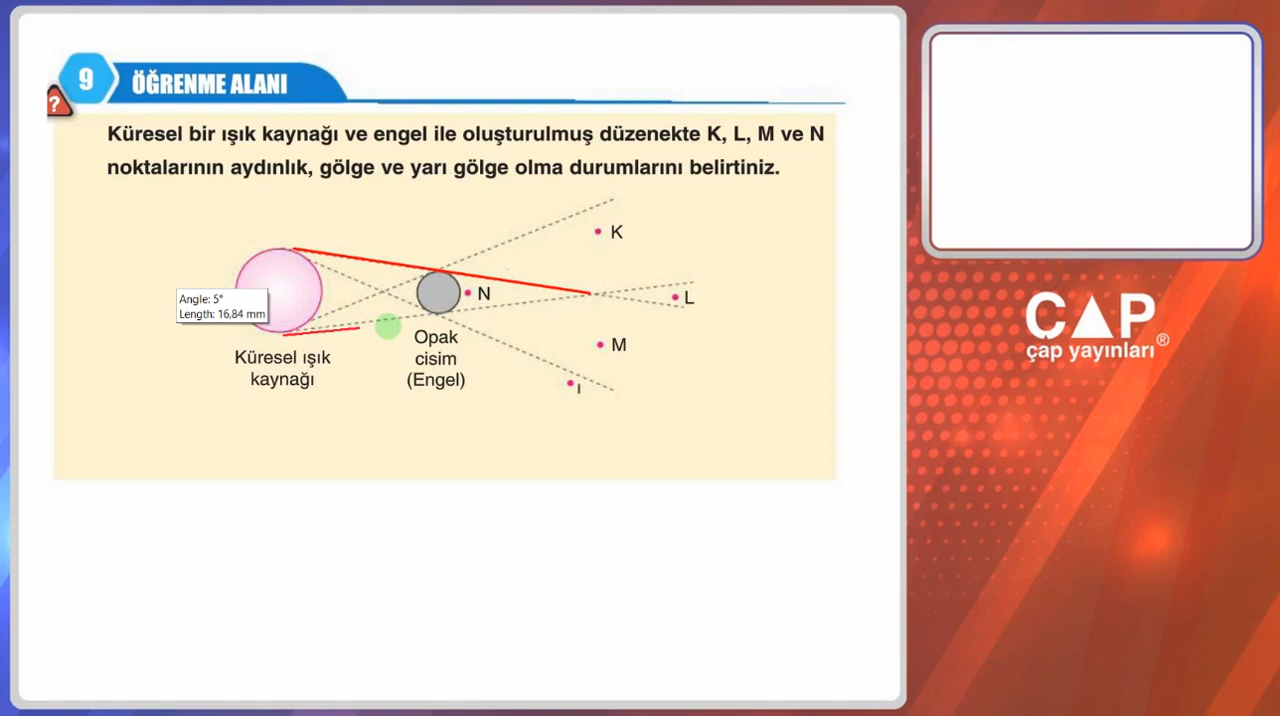 9
ÖĞRENME ALANI
?
Küresel bir ışık kaynağı ve engel ile oluşturulmuş düzenekte K, L, M ve N
noktalarının aydınlık, gölge ve yarı gölge olma durumlarını belirtiniz.
K
N
L
M
Angle: 5°
Length: 16,84 mm
Küresel ışık
kaynağı
Opak
cisim
(Engel)
ÇAP
çap yayınları®